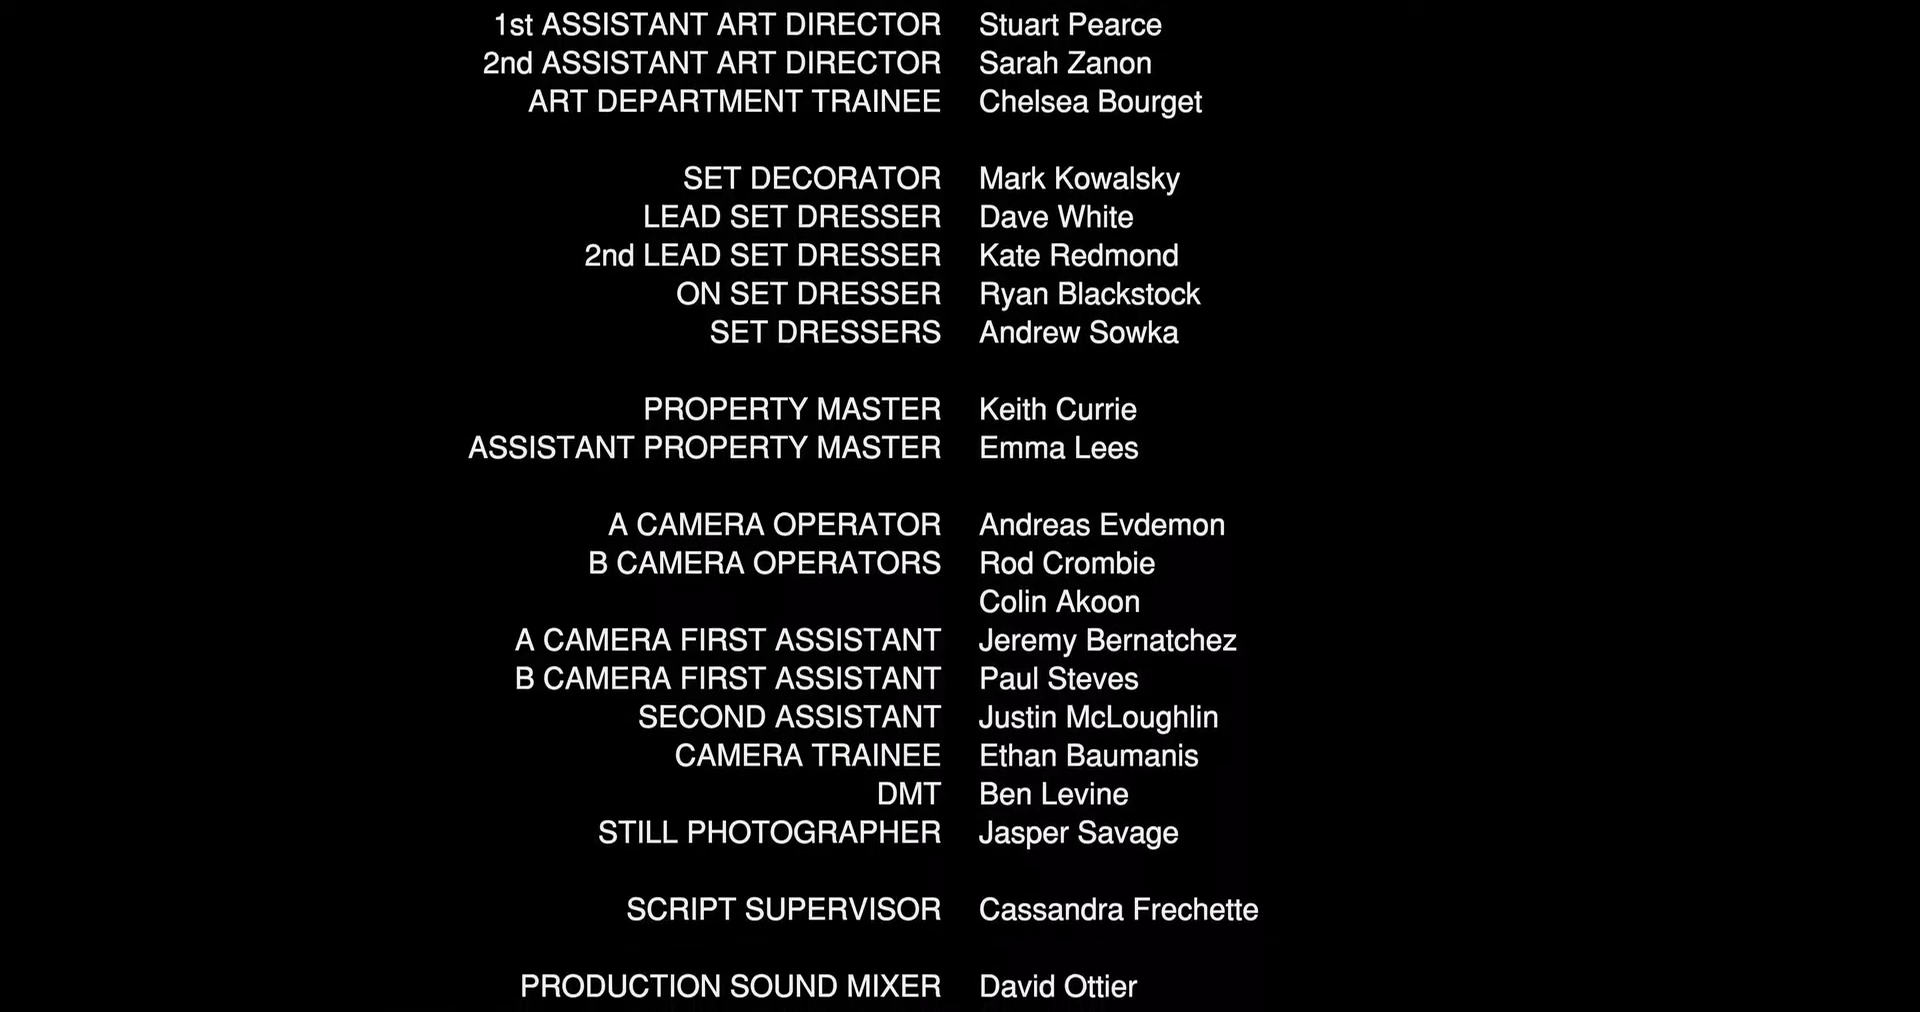 1st ASSISTANT ART DIRECTOR Stuart Pearce
2nd ASSISTANT ART DIRECTOR Sarah Zanon
ART DEPARTMENT TRAINEE Chelsea Bourget
SET DECORATOR Mark Kowalsky
LEAD SET DRESSER Dave White
2nd LEAD SET DRESSER Kate Redmond
ON SET DRESSER Ryan Blackstock
SET DRESSERS Andrew Sowka
PROPERTY MASTER Keith Currie
ASSISTANT PROPERTY MASTER Emma Lees
A CAMERA OPERATOR Andreas Evdemon
B CAMERA OPERATORS Rod Crombie
Colin Akoon
A CAMERA FIRST ASSISTANT Jeremy Bernatchez
B CAMERA FIRST ASSISTANT Paul Steves
SECOND ASSISTANT Justin McLoughlin
CAMERA TRAINEE Ethan Baumanis
DMT Ben Levine
STILL PHOTOGRAPHER Jasper Savage
SCRIPT SUPERVISOR Cassandra Frechette
PRODUCTION SOUND MIXER David Ottier